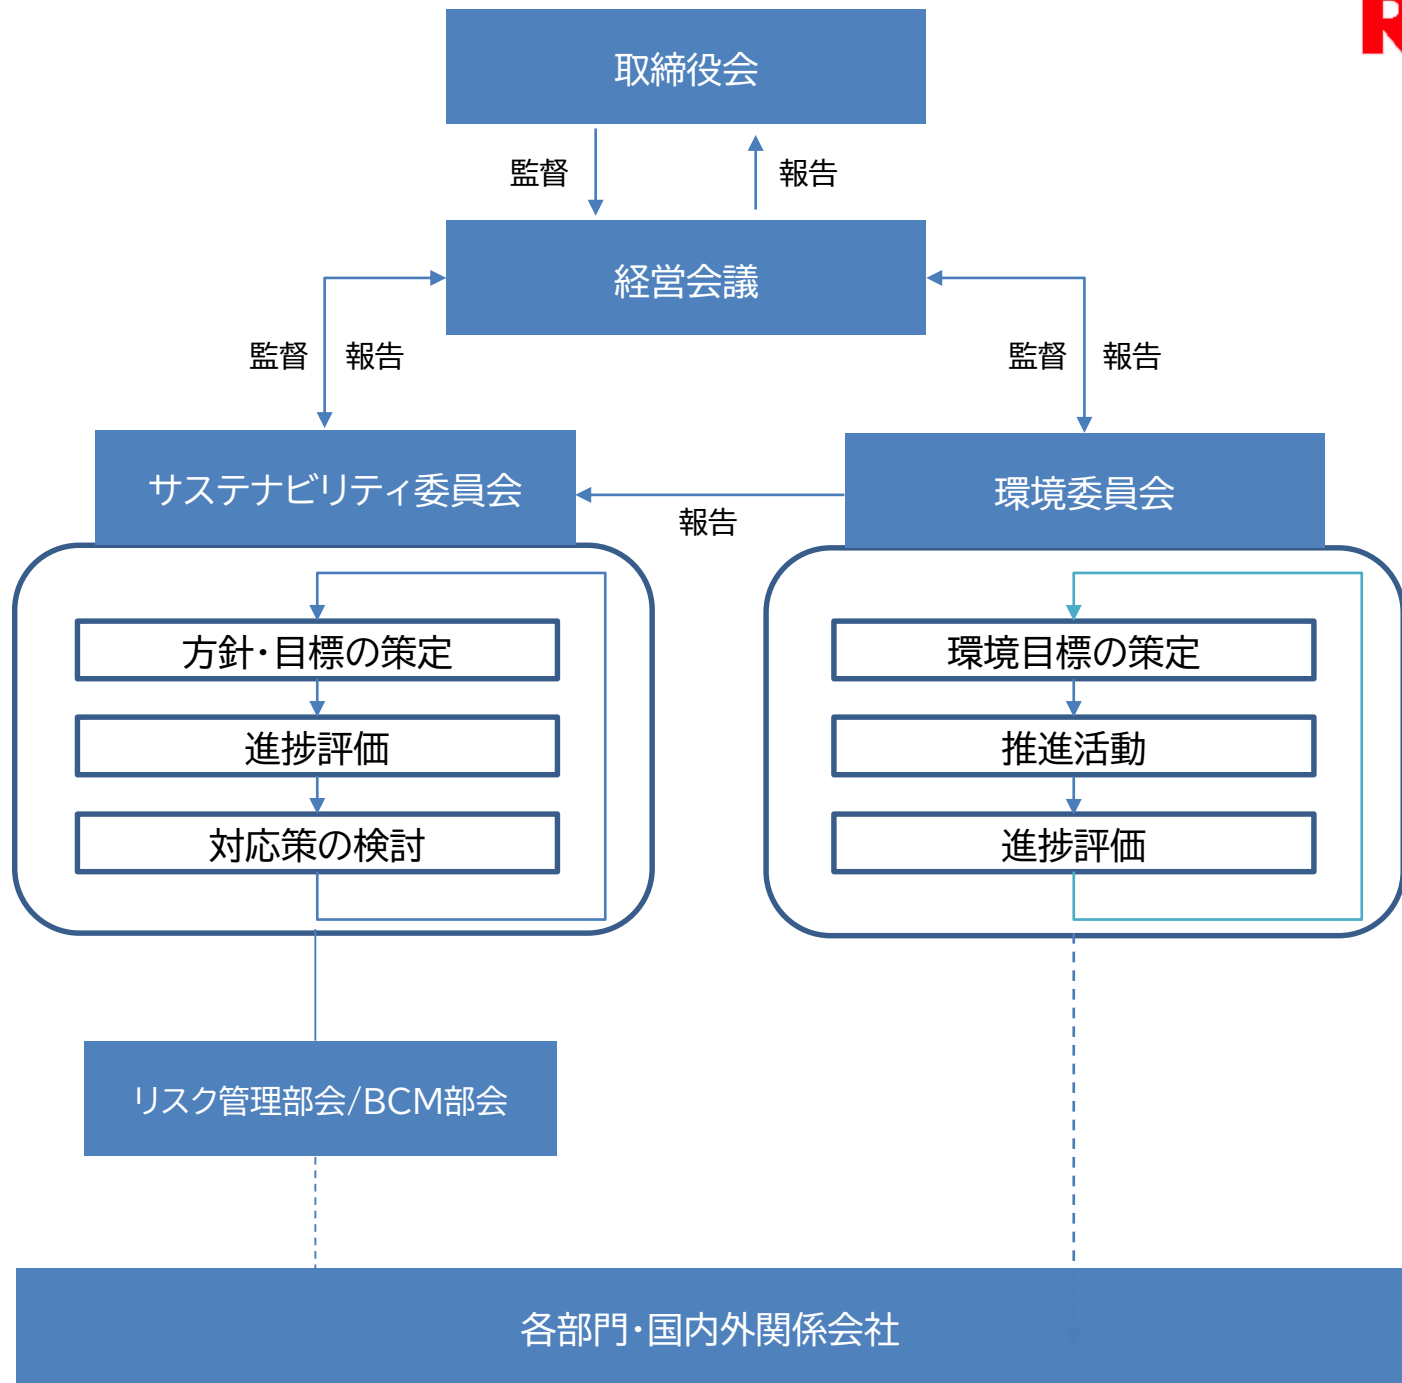 R
取締役会
監督
報告
経営会議
監督
報告
監督
報告
サステナビリティ委員会
環境委員会
報告
方針・目標の策定
進捗評価
対応策の検討
環境目標の策定
推進活動
進捗評価
リスク管理部会/BCM部会
各部門・国内外関係会社